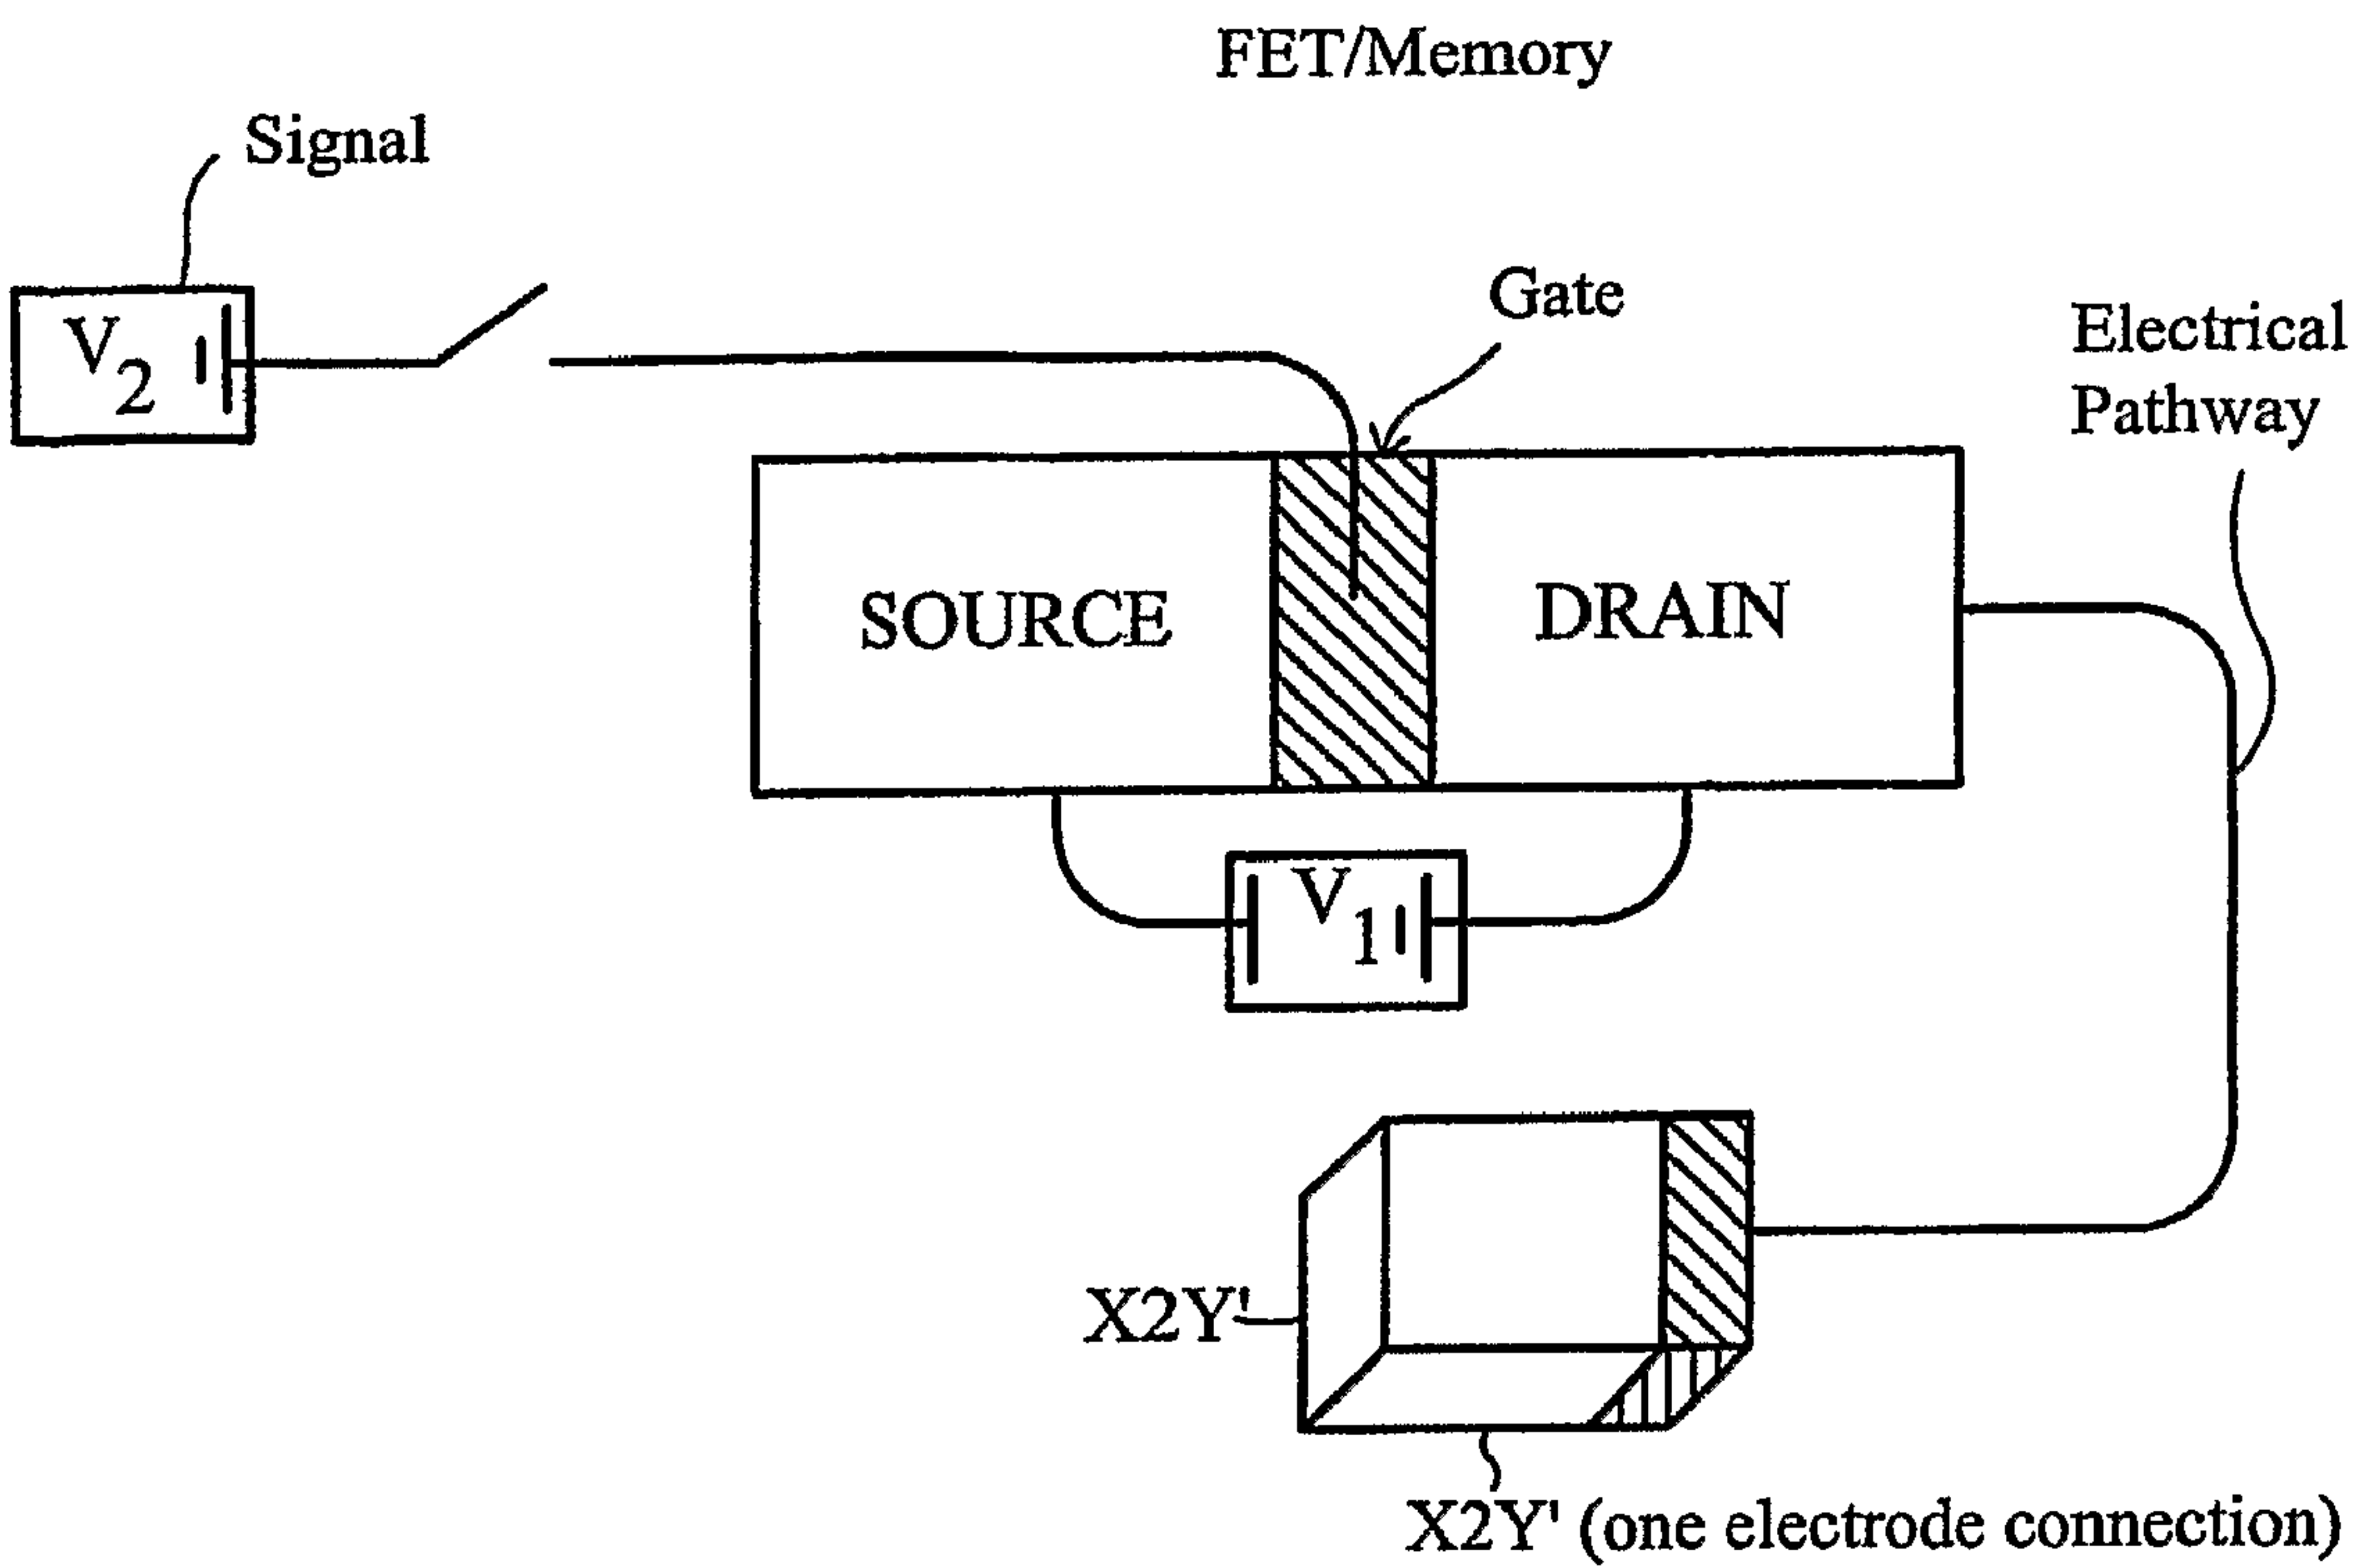 FET/Memory
Signal
V2
Gate
Electrical
Pathway
SOURCE
DRAIN
V1
X2Y'
X2Y' (one electrode connection)